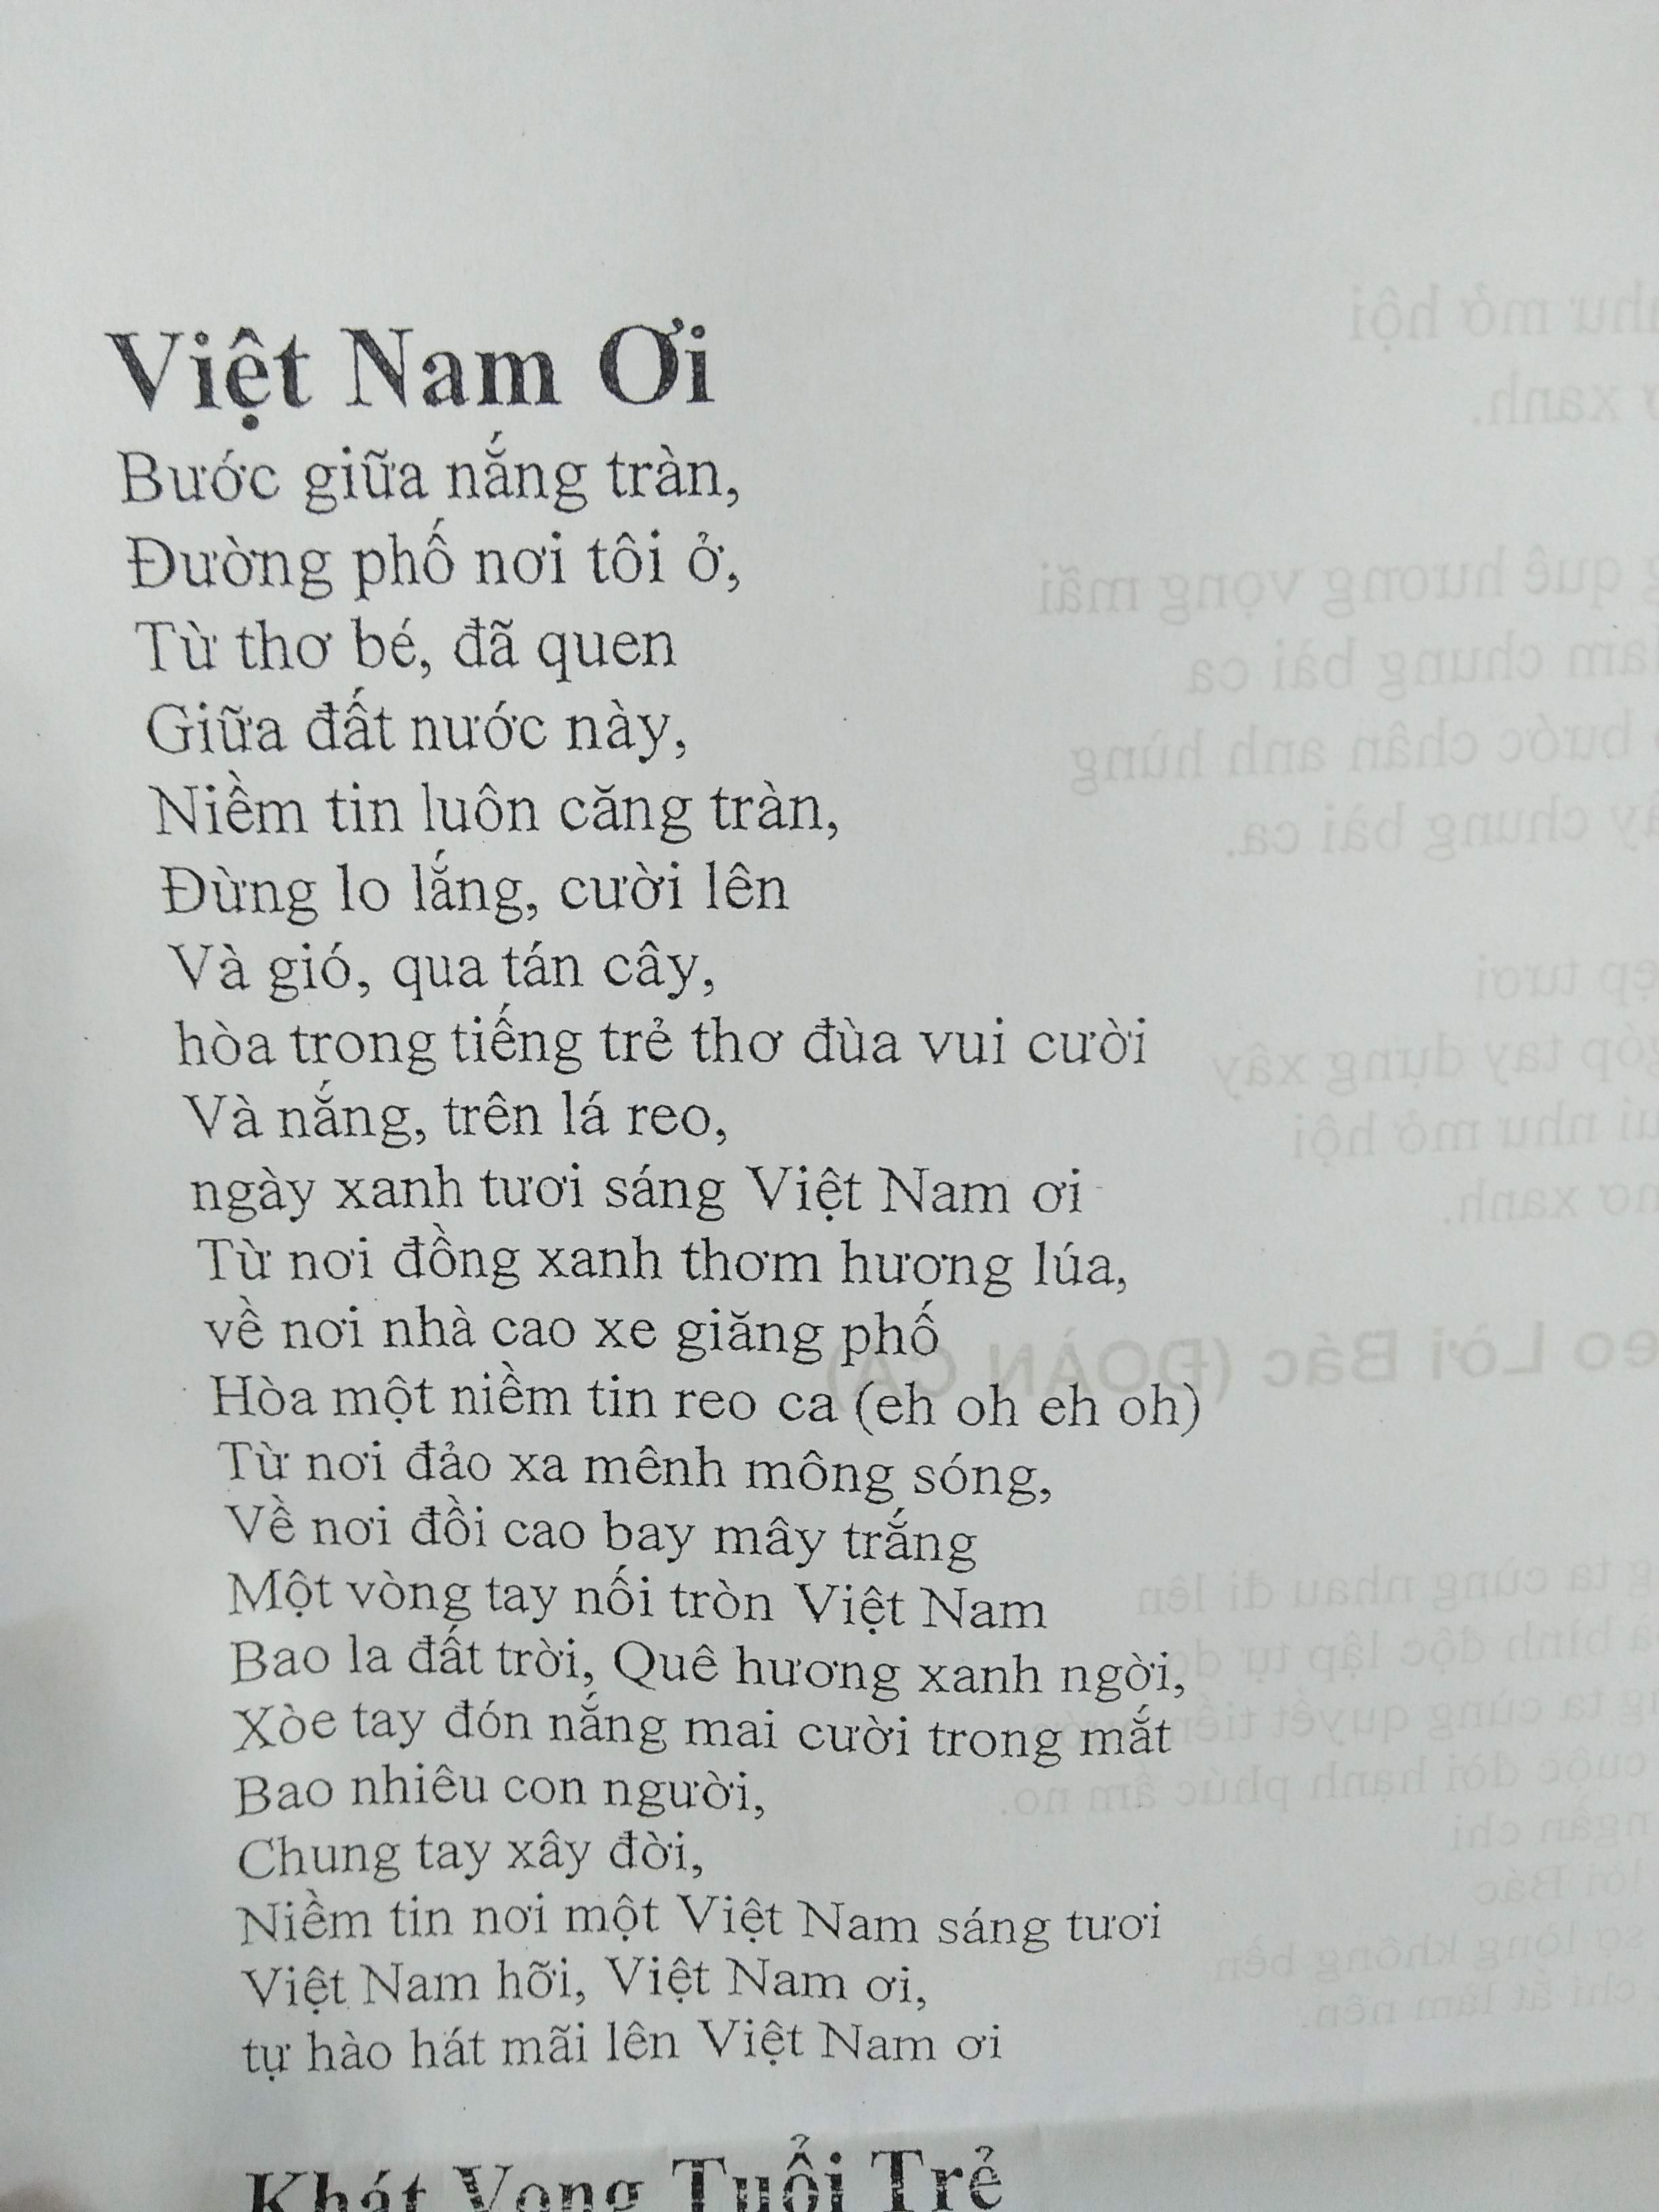 Việt Nam Ơi
Bước giữa nắng tràn,
Đường phố nơi tôi ở,
Từ thơ bé, đã quen
Giữa đất nước này,
Niềm tin luôn căng tràn,
Đừng lo lắng, cười lên
Và gió, qua tán cây,
hòa trong tiếng trẻ thơ đùa vui cười
Và nắng, trên lá reo,
ngày xanh tươi sáng Việt Nam ơi
Từ nơi đồng xanh thơm hương lúa,
về nơi nhà cao xe giăng phố
Hòa một niềm tin reo ca (eh oh eh oh)
Từ nơi đảo xa mênh mông sóng,
Về nơi đồi cao bay mây trắng
Một vòng tay nối tròn Việt Nam
Bao la đất trời, Quê hương xanh ngời,
Xòe tay đón nắng mai cười trong mắt
Bao nhiêu con người,
Chung tay xây đời,
Niềm tin nơi một Việt Nam sáng tươi
Việt Nam hỡi, Việt Nam ơi,
tự hào hát mãi lên Việt Nam ơi
Khát Vọng Tuổi Trẻ